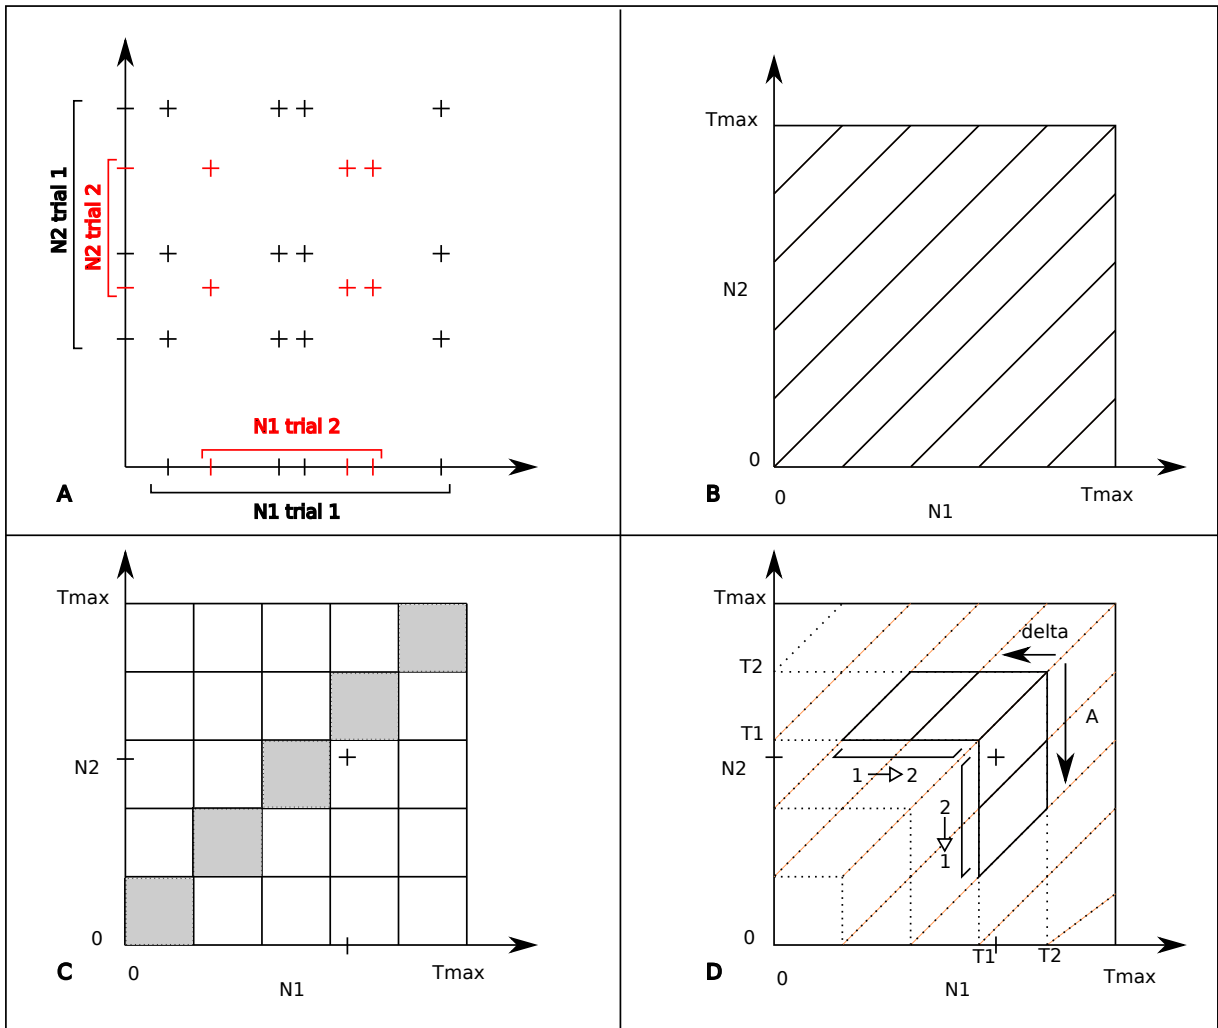 N2 trial 1
N2 trial 2
N1 trial 2
N1 trial 1
A
Tmax
N2
0
0
Tmax
N1
B
Tmax
N2
0
0
Tmax
N1
C
Tmax
delta
T2
A
T1
N2
1 2
2
1
0
T1
T2
0
Tmax
N1
D